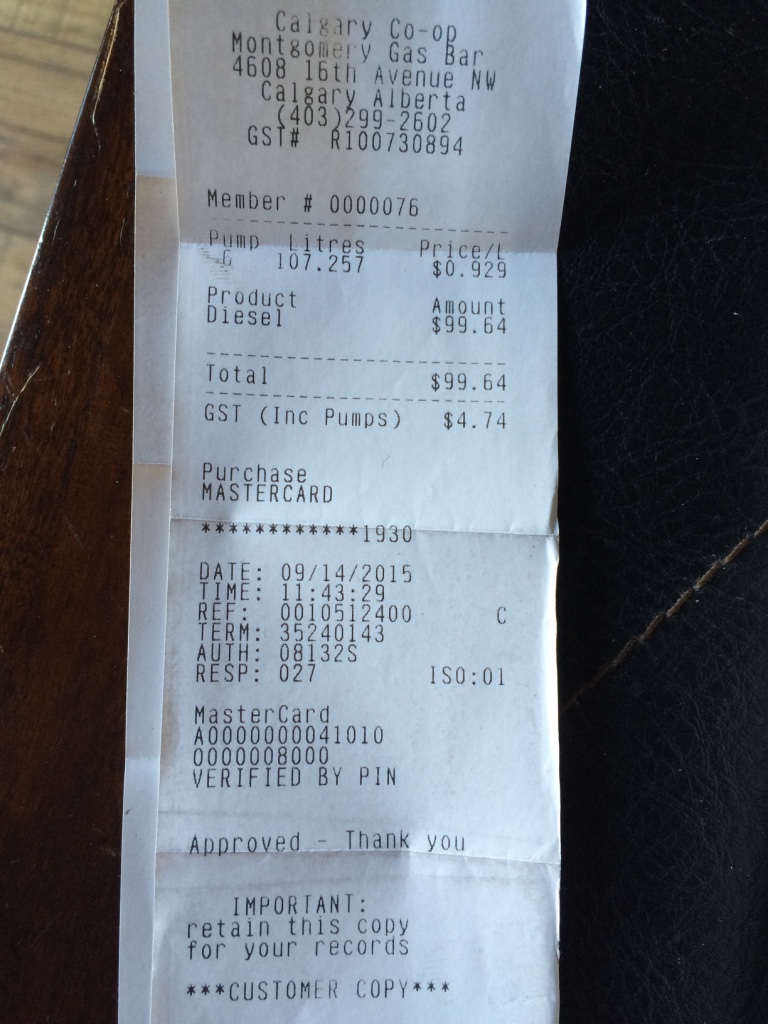 Calgary Co-op
Montgomery Gas Bar
4608 16th Avenue NW
Calgary Alberta
(403)299-2602
GST# R100730894
Member # 0000076
Pump Litres Price/L
6 107.257 $0.929
Product Amount
Diesel $99.64
Total $99.64
GST (Inc Pumps) $4.74
Purchase
MASTERCARD
************1930
DATE: 09/14/2015
TIME: 11:43:29
REF: 0010512400 C
TERM: 35240143
AUTH: 08132S
RESP: 027 ISO:01
MasterCard
A0000000041010
0000008000
VERIFIED BY PIN
Approved - Thank you
IMPORTANT:
retain this copy
for your records
***CUSTOMER COPY***